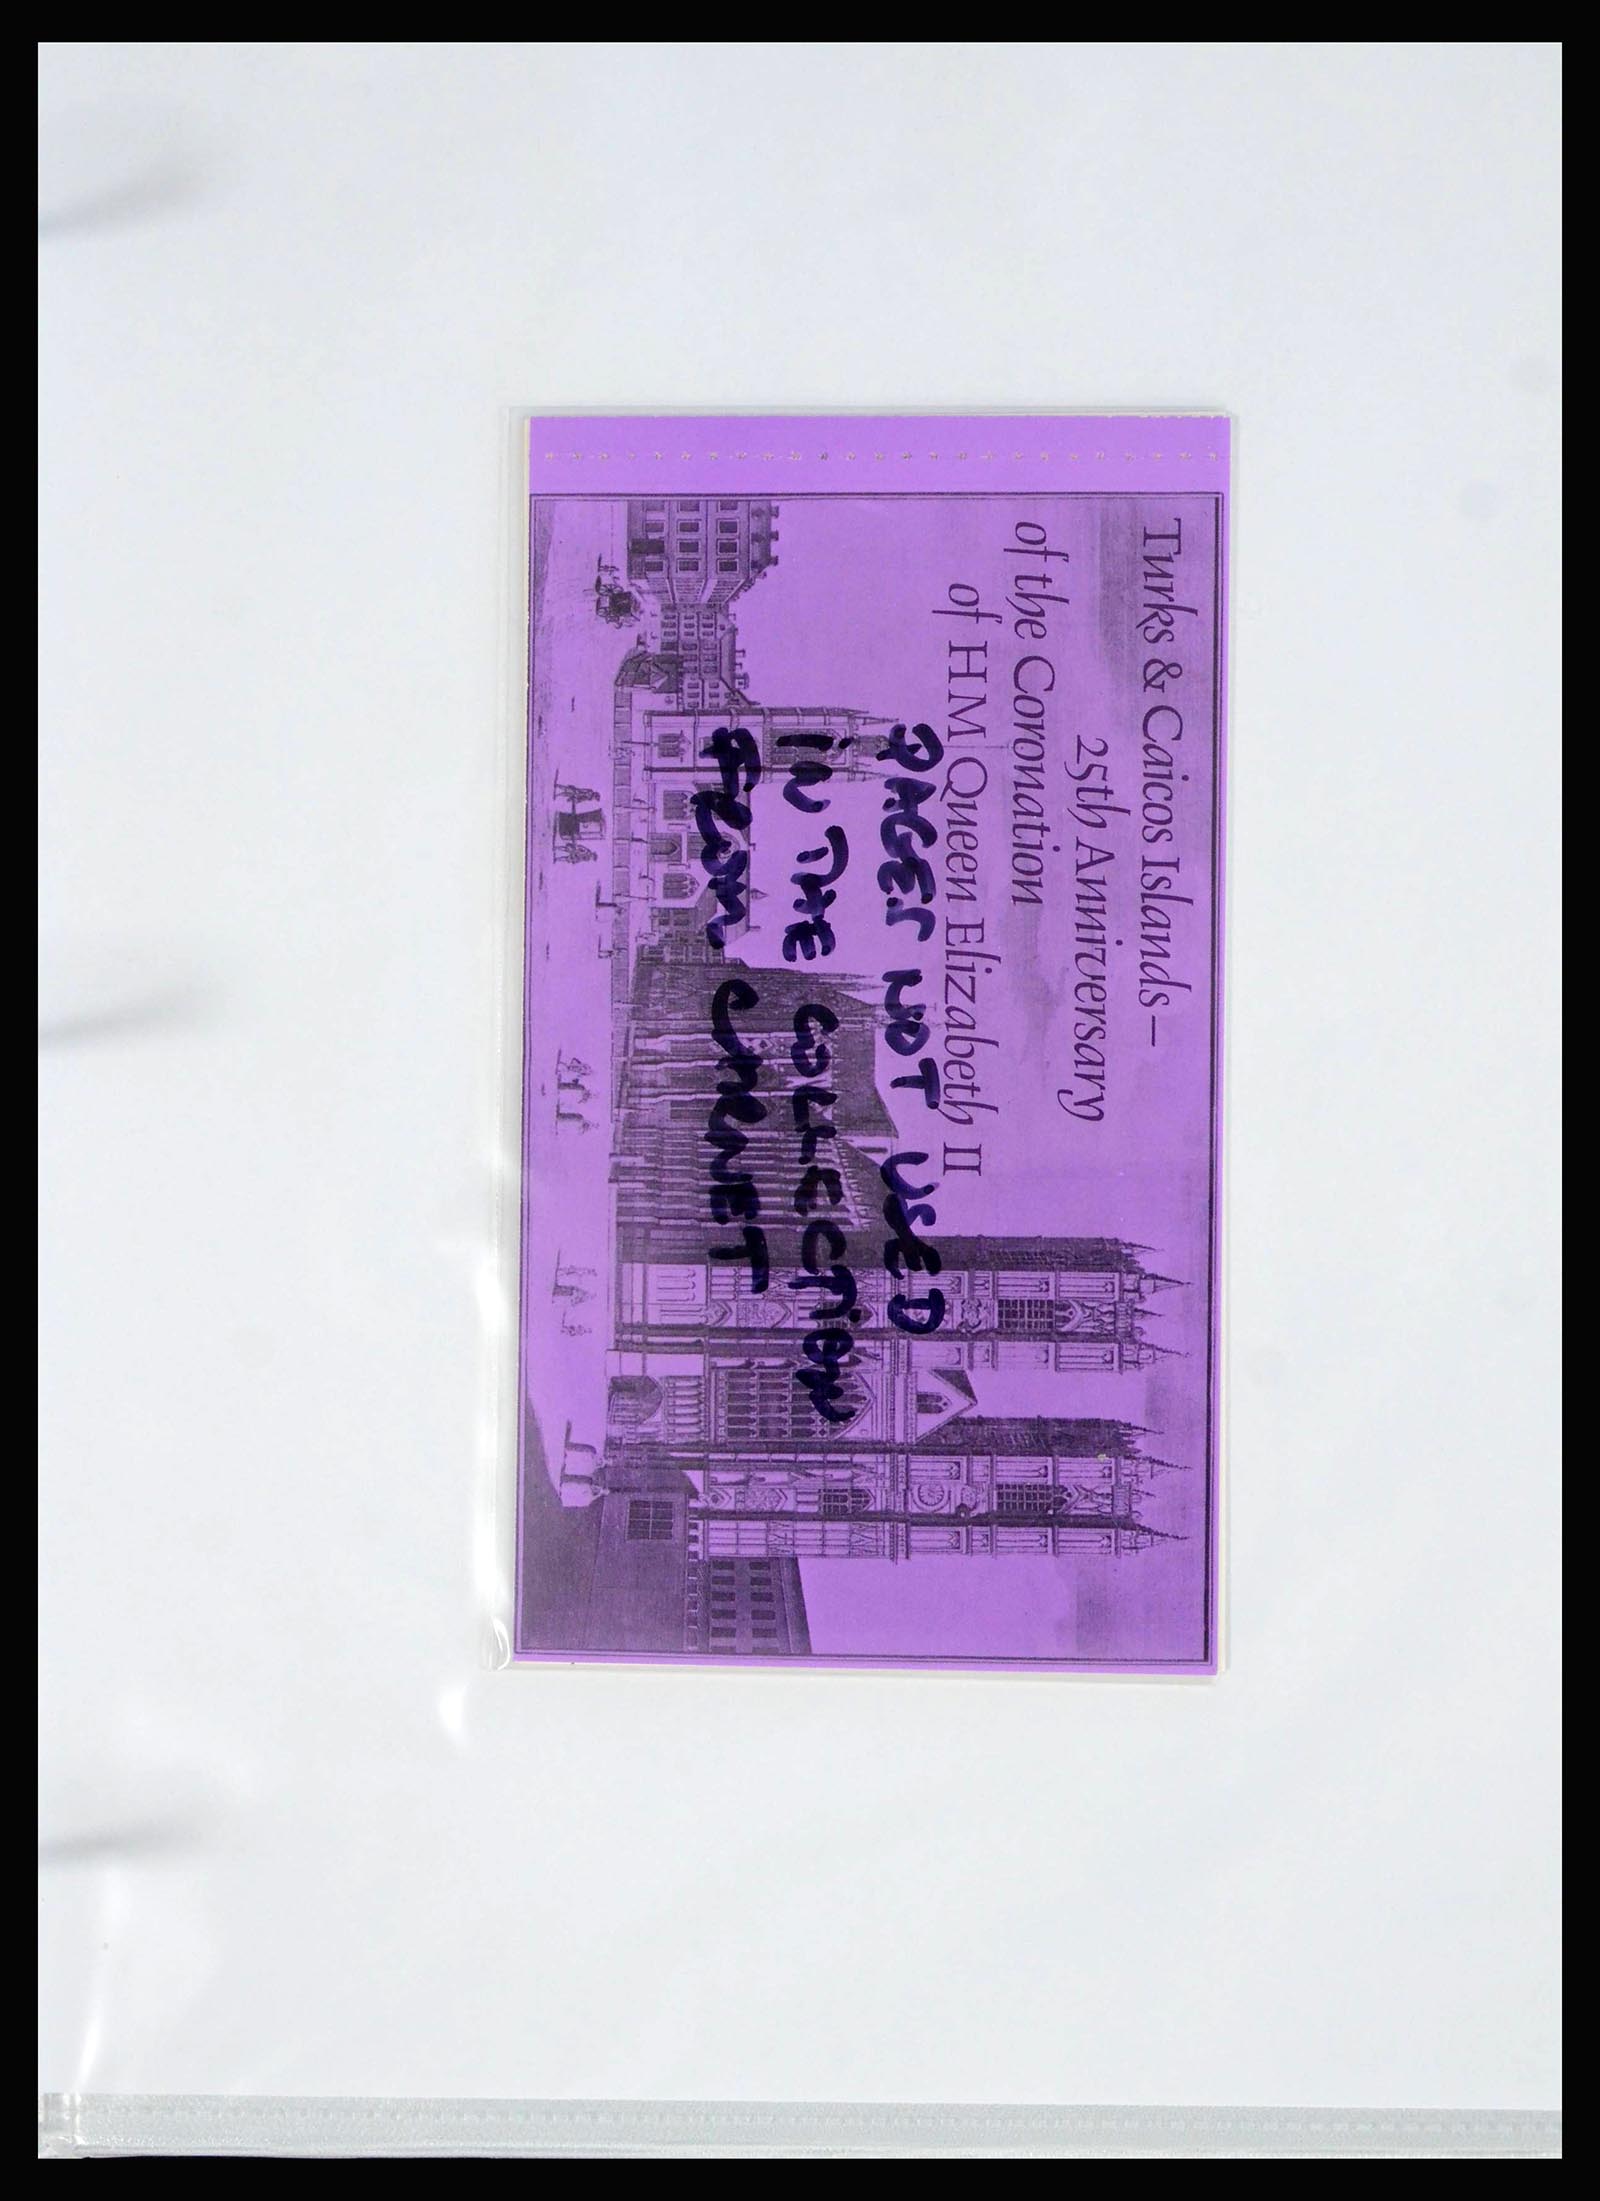 Turks & Caicos Islands –
25th Anniversary
of the Coronation
of HM Queen Elizabeth II
PAGES NOT USED
iN THE COLLECTiON
FROM CARNET